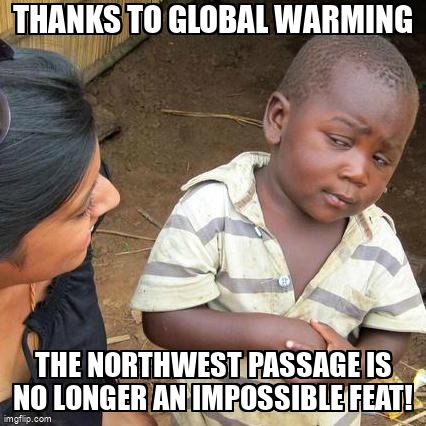 THANKS TO GLOBAL WARMING
THE NORTHWEST PASSAGE IS
NO LONGER AN IMPOSSIBLE FEAT!
imgflip.com